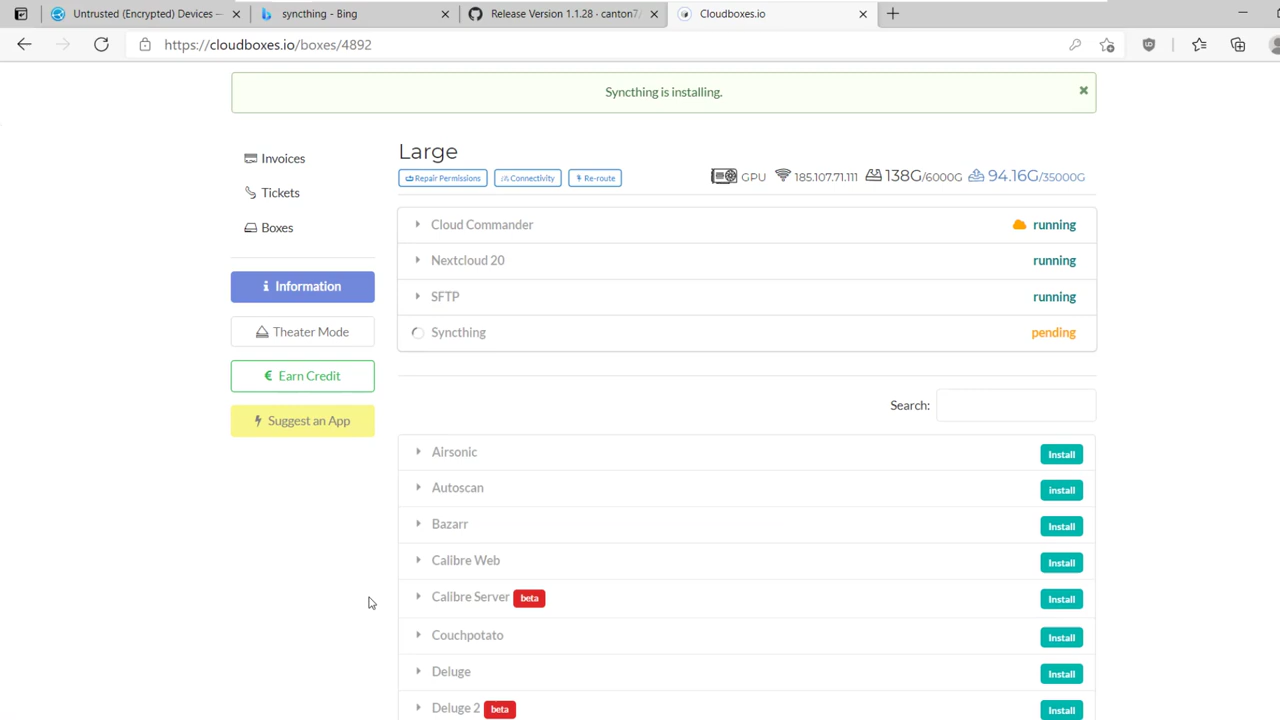 Untrusted (Encrypted) Devices —
syncthing - Bing
Release Version 1.1.28 · canton7/
Cloudboxes.io
https://cloudboxes.io/boxes/4892
Syncthing is installing.
Invoices
Tickets
Boxes
Information
Theater Mode
Earn Credit
Suggest an App
Large
Repair Permissions Connectivity Re-route
GPU 185.107.71.111 138G/6000G 94.16G/35000G
Cloud Commander running
Nextcloud 20 running
SFTP running
Syncthing pending
Search:
Airsonic Install
Autoscan install
Bazarr Install
Calibre Web Install
Calibre Server beta Install
Couchpotato Install
Deluge Install
Deluge 2 beta Install